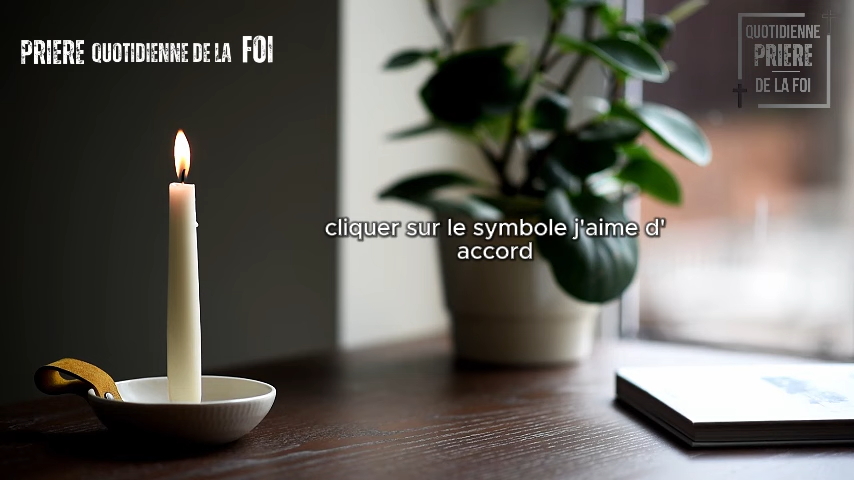 PRIERE QUOTIDIENNE DE LA FOI
QUOTIDIENNE
PRIERE
DE LA FOI
cliquer sur le symbole j'aime d'
accord